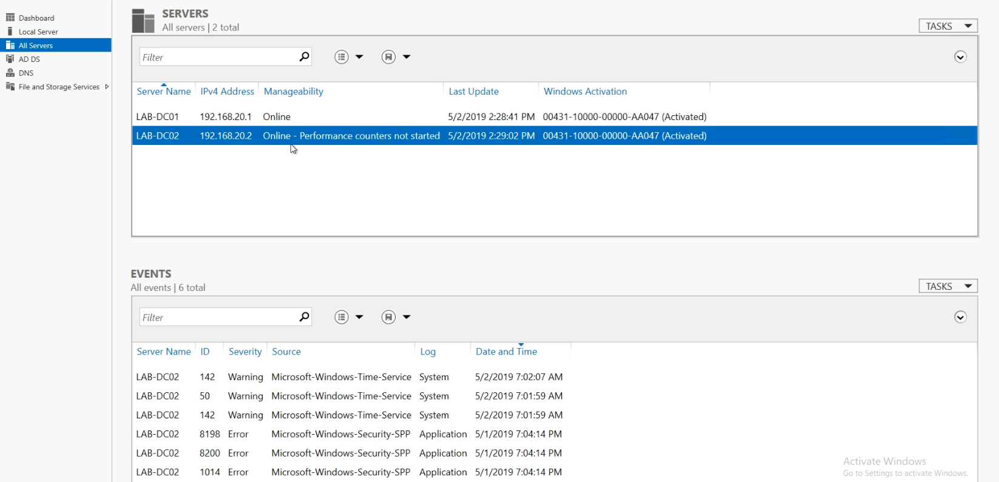 Dashboard
Local Server
All Servers
AD DS
DNS
File and Storage Services
SERVERS
All servers | 2 total
TASKS
Filter
Server Name IPv4 Address Manageability Last Update Windows Activation
LAB-DC01 192.168.20.1 Online 5/2/2019 2:28:41 PM 00431-10000-00000-AA047 (Activated)
LAB-DC02 192.168.20.2 Online - Performance counters not started 5/2/2019 2:29:02 PM 00431-10000-00000-AA047 (Activated)
EVENTS
All events | 6 total
TASKS
Filter
Server Name ID Severity Source Log Date and Time
LAB-DC02 142 Warning Microsoft-Windows-Time-Service System 5/2/2019 7:02:07 AM
LAB-DC02 50 Warning Microsoft-Windows-Time-Service System 5/2/2019 7:01:59 AM
LAB-DC02 142 Warning Microsoft-Windows-Time-Service System 5/2/2019 7:01:59 AM
LAB-DC02 8198 Error Microsoft-Windows-Security-SPP Application 5/1/2019 7:04:14 PM
LAB-DC02 8200 Error Microsoft-Windows-Security-SPP Application 5/1/2019 7:04:14 PM
LAB-DC02 1014 Error Microsoft-Windows-Security-SPP Application 5/1/2019 7:04:14 PM
Activate Windows
Go to Settings to activate Windows.